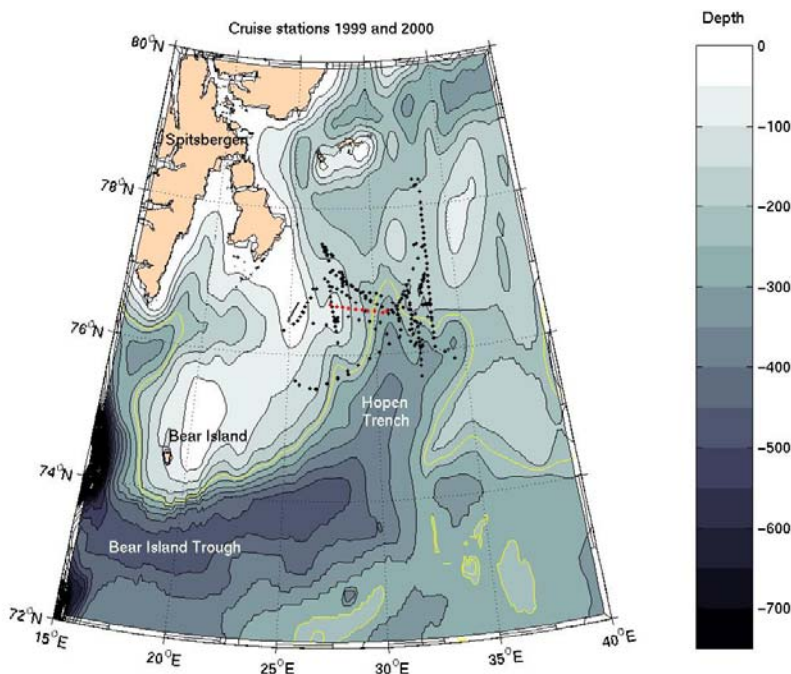 Cruise stations 1999 and 2000
Depth
80°N
78°N
76°N
74°N
72°N
15°E
20°E
25°E
30°E
35°E
40°E
Spitsbergen
Hopen
Trench
Bear Island
Bear Island Trough
0
-100
-200
-300
-400
-500
-600
-700